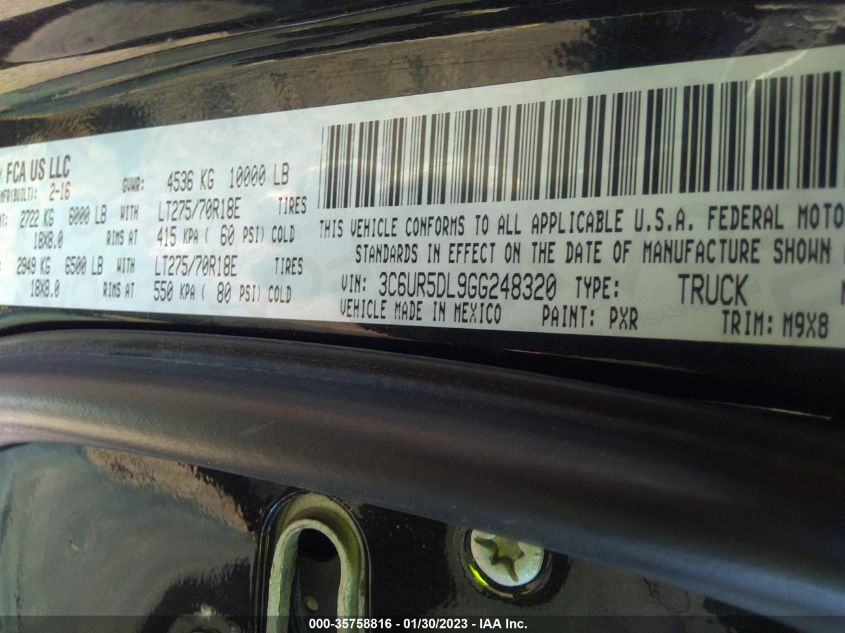 FCA US LLC
MFD(BUILT): 2-16 GVWR: 4536 KG 10000 LB
2722 KG 6000 LB WITH LT275/70R18E TIRES
18X8.0 RIMS AT 415 KPA ( 60 PSI) COLD
2949 KG 6500 LB WITH LT275/70R18E TIRES
18X8.0 RIMS AT 550 KPA ( 80 PSI) COLD
THIS VEHICLE CONFORMS TO ALL APPLICABLE U.S.A. FEDERAL MOTO
STANDARDS IN EFFECT ON THE DATE OF MANUFACTURE SHOWN
VIN: 3C6UR5DL9GG248320 TYPE: TRUCK
VEHICLE MADE IN MEXICO PAINT: PXR TRIM: M9X8
000-35758816 - 01/30/2023 - IAA Inc.